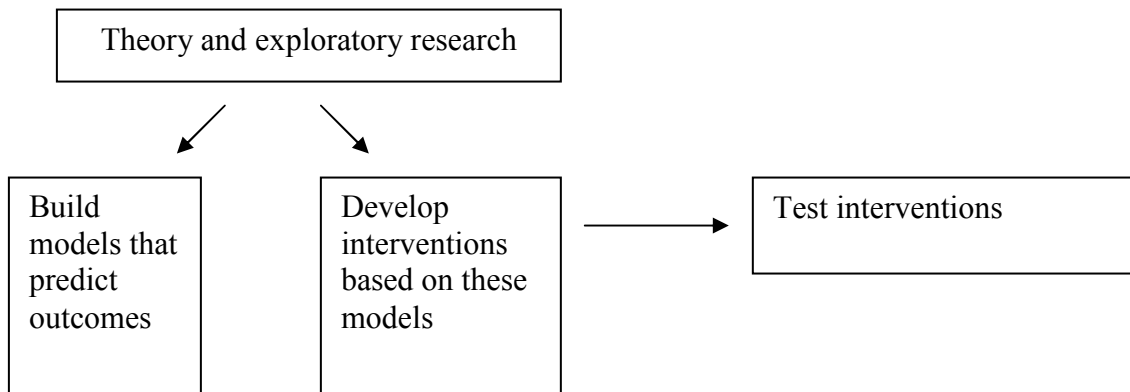 Theory and exploratory research
Build
models that
predict
outcomes
Develop
interventions
based on these
models
Test interventions